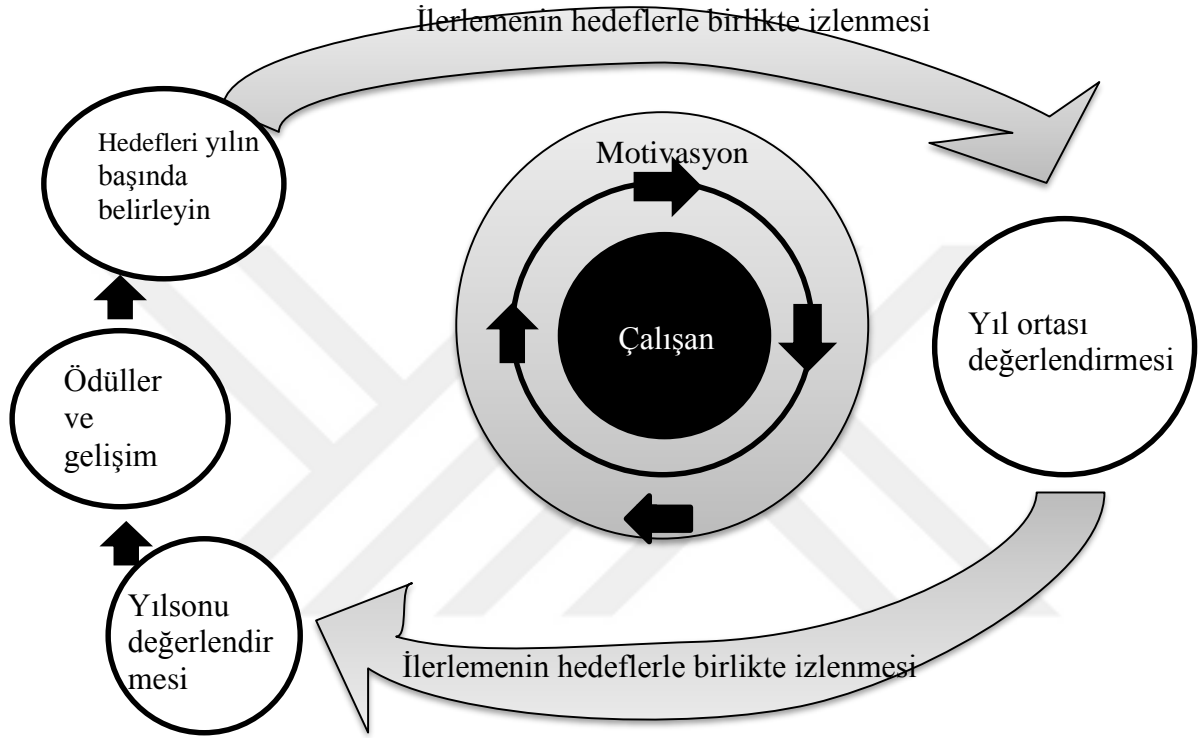 İlerlemenin hedeflerle birlikte izlenmesi
Hedefleri yılın
başında
belirleyin
Motivasyon
Çalışan
Yıl ortası
değerlendirmesi
Ödüller
ve
gelişim
Yılsonu
değerlendir
mesi
İlerlemenin hedeflerle birlikte izlenmesi